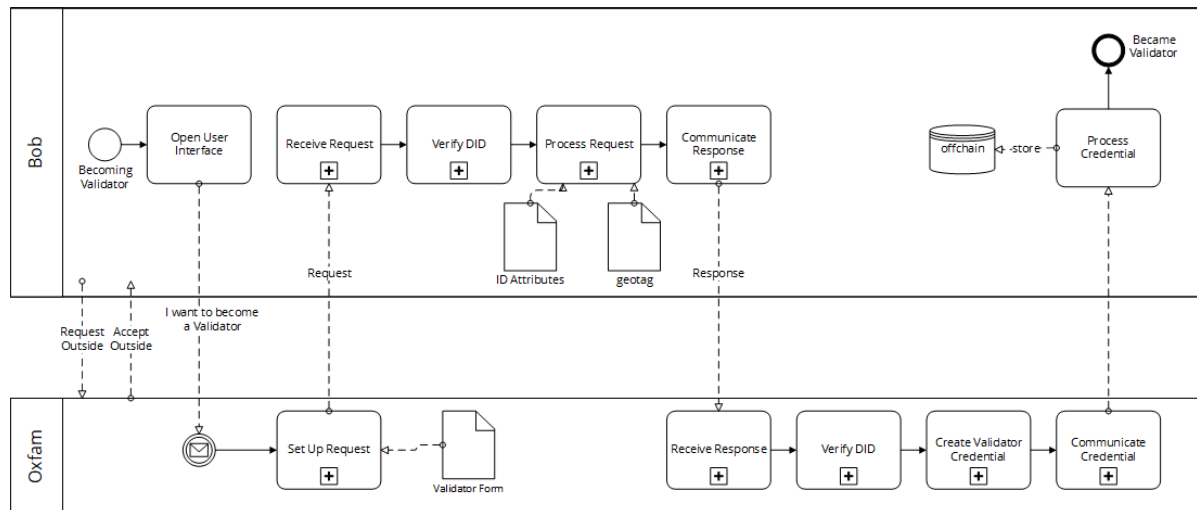 Bob
Becoming
Validator
Open User
Interface
Receive Request
Verify DID
Process Request
Communicate
Response
offchain
-store-
Process
Credential
Became
Validator
ID Attributes
geotag
Request
Response
I want to become
a Validator
Request
Outside
Accept
Outside
Oxfam
Set Up Request
Validator Form
Receive Response
Verify DID
Create Validator
Credential
Communicate
Credential